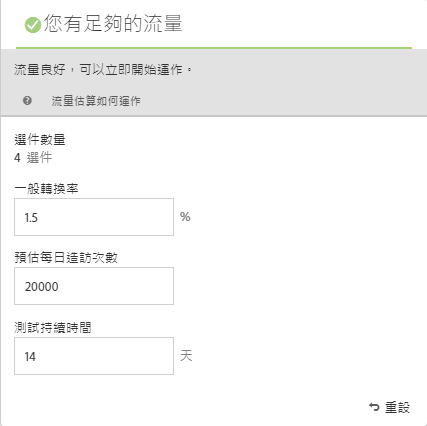 您有足夠的流量
流量良好，可以立即開始運作。
流量估算如何運作
選件數量
4 選件
一般轉換率
1.5 %
預估每日造訪次數
20000
測試持續時間
14 天
重設